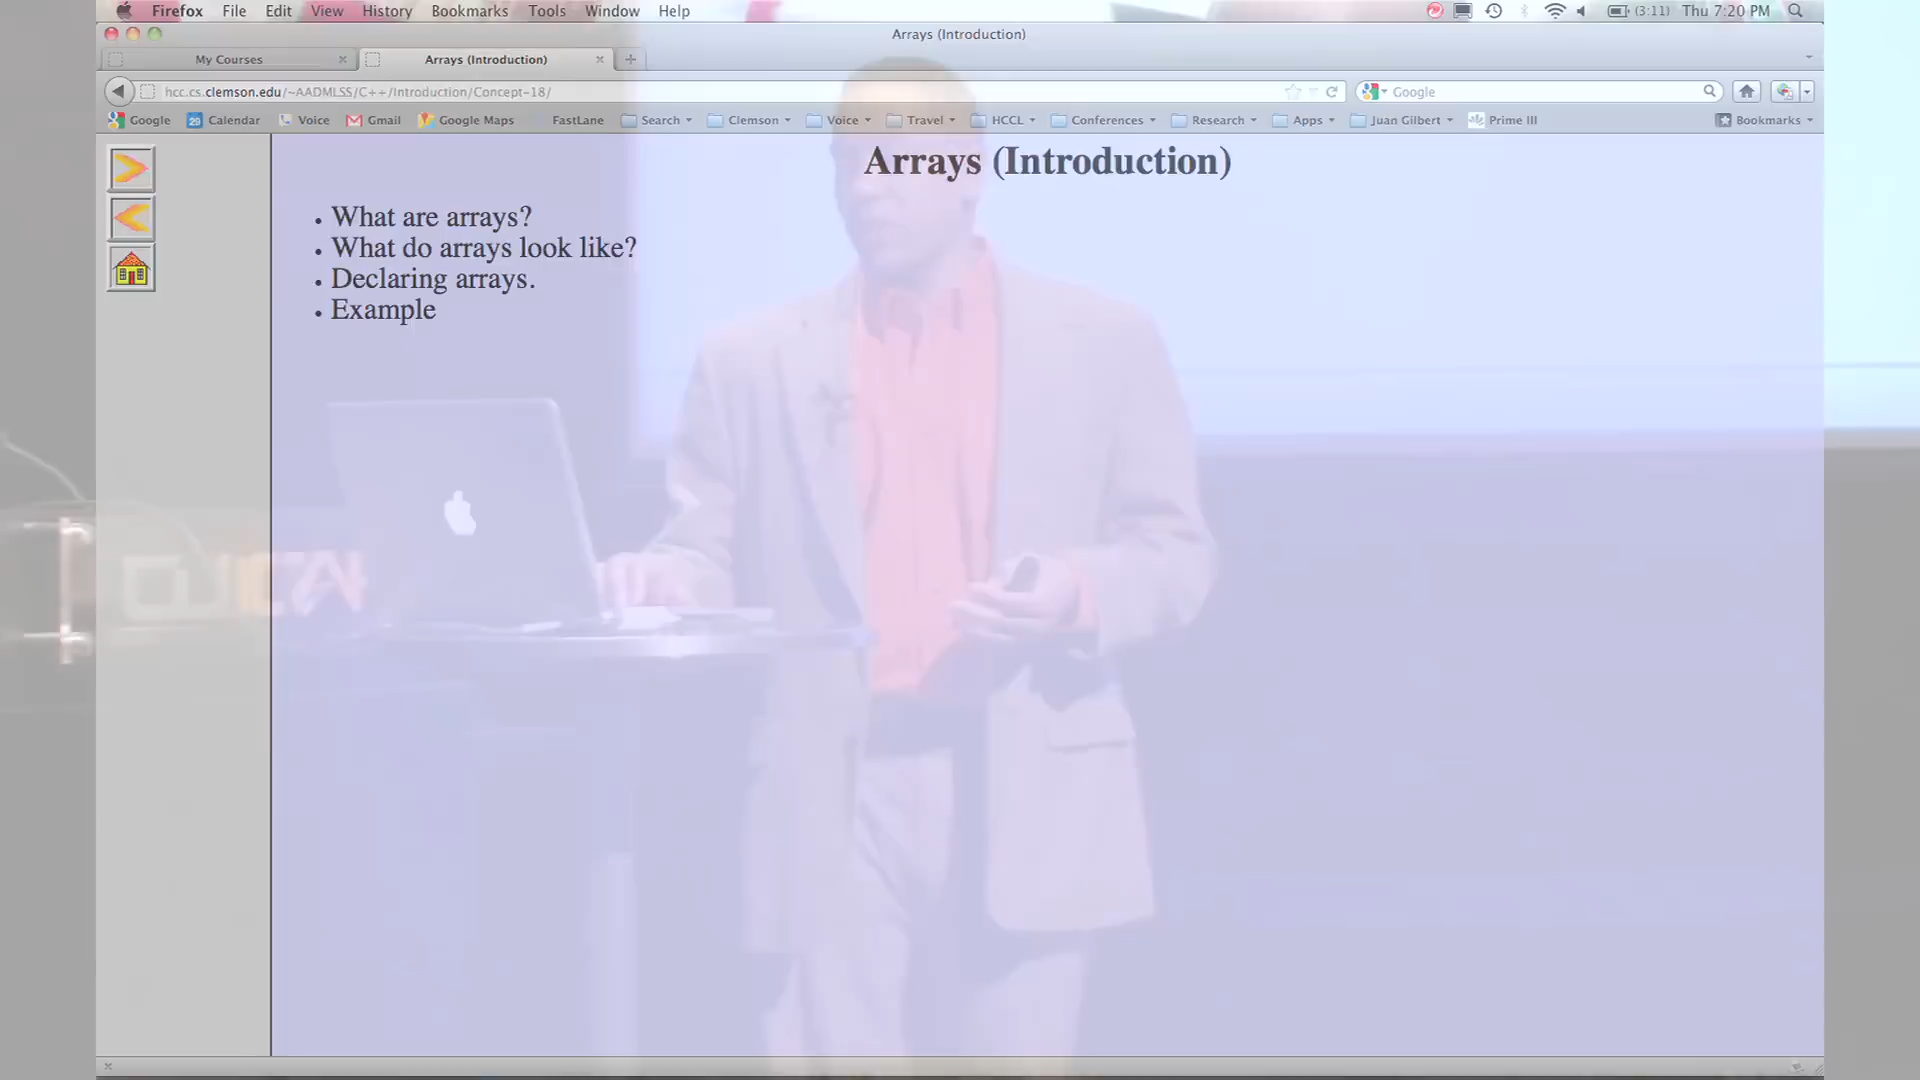 Firefox File Edit View History Bookmarks Tools Window Help (3:11) Thu 7:20 PM
Arrays (Introduction)
My Courses Arrays (Introduction)
hcc.cs.clemson.edu/~AADMLSS/C++/Introduction/Concept-18/ Google
Google Calendar Voice Gmail Google Maps FastLane Search Clemson Voice Travel HCCL Conferences Research Apps Juan Gilbert Prime III Bookmarks
Arrays (Introduction)
• What are arrays?
• What do arrays look like?
• Declaring arrays.
• Example